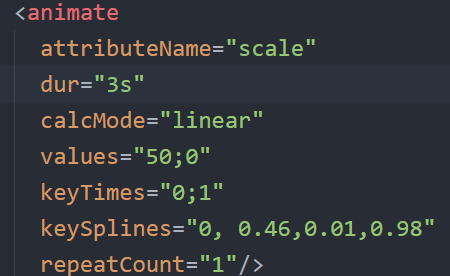 <animate
attributeName="scale"
dur="3s"
calcMode="linear"
values="50;0"
keyTimes="0;1"
keySplines="0, 0.46,0.01,0.98"
repeatCount="1"/>